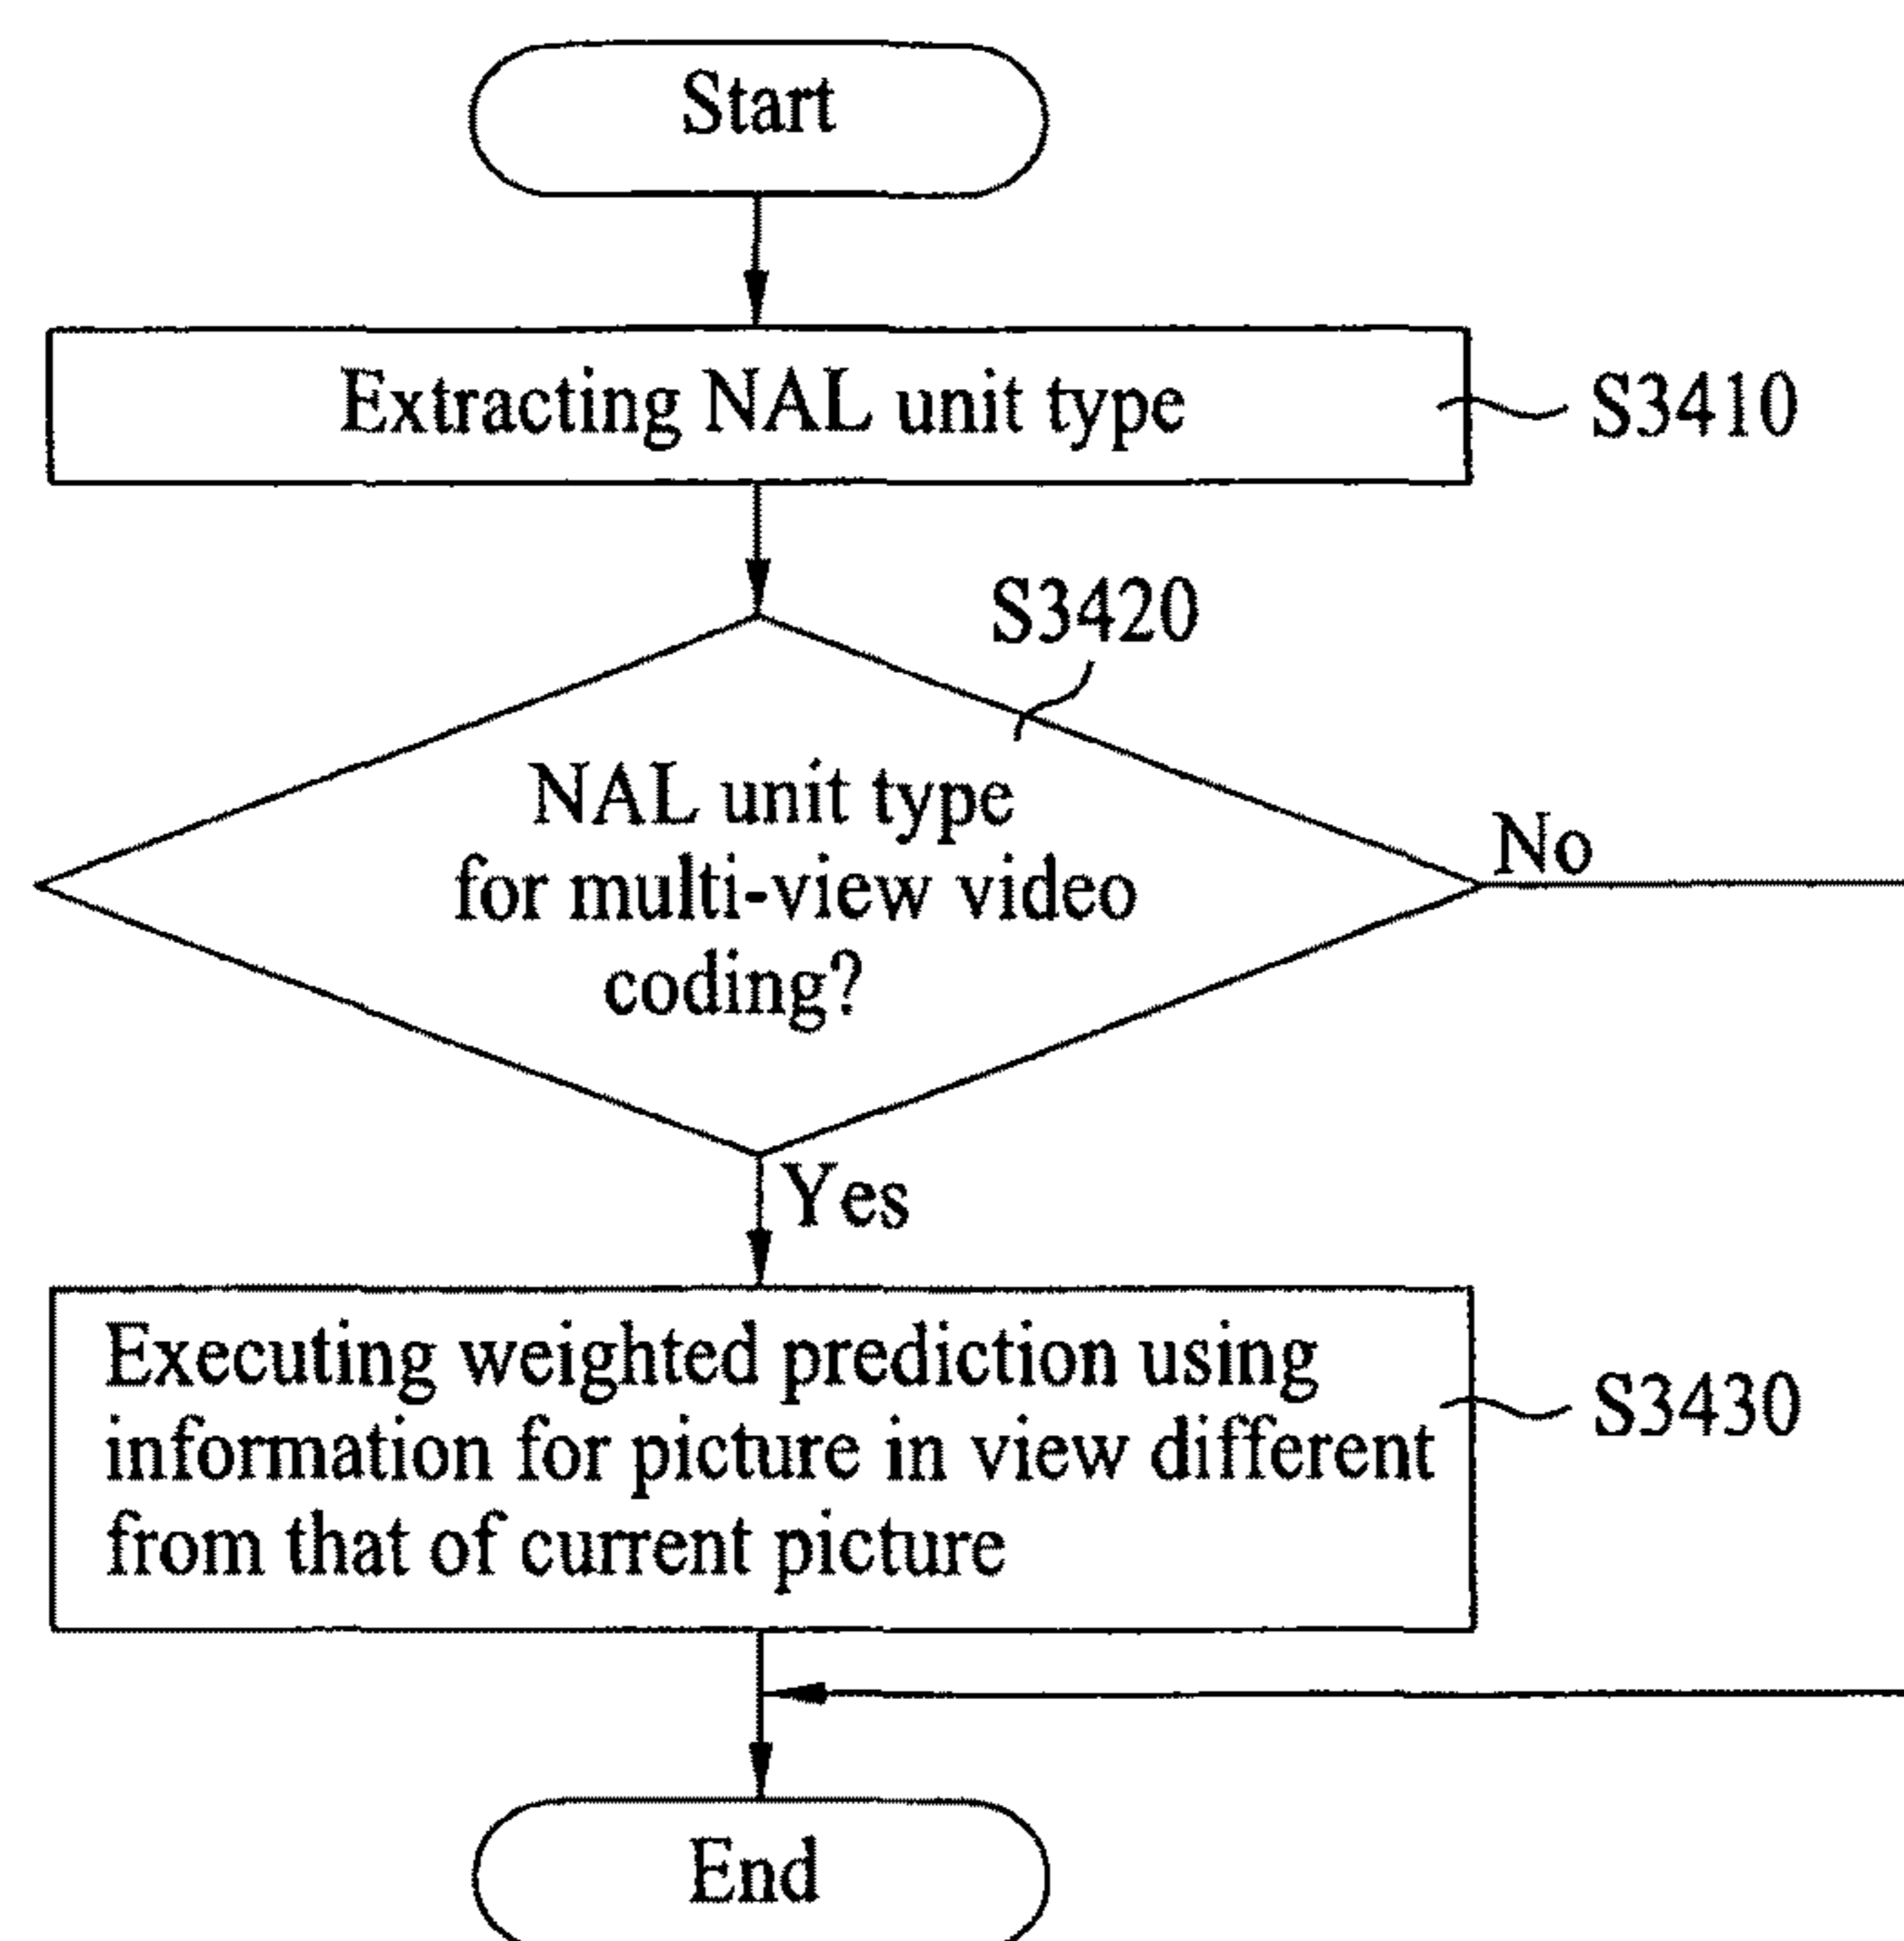 Start
Extracting NAL unit type
S3410
S3420
NAL unit type
for multi-view video
coding?
No
Yes
Executing weighted prediction using
information for picture in view different
from that of current picture
S3430
End